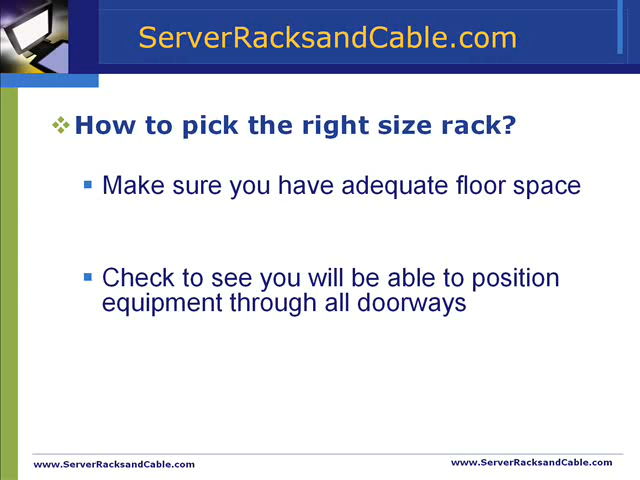 ServerRacksandCable.com
How to pick the right size rack?
Make sure you have adequate floor space
Check to see you will be able to position
equipment through all doorways
www.ServerRacksandCable.com
www.ServerRacksandCable.com